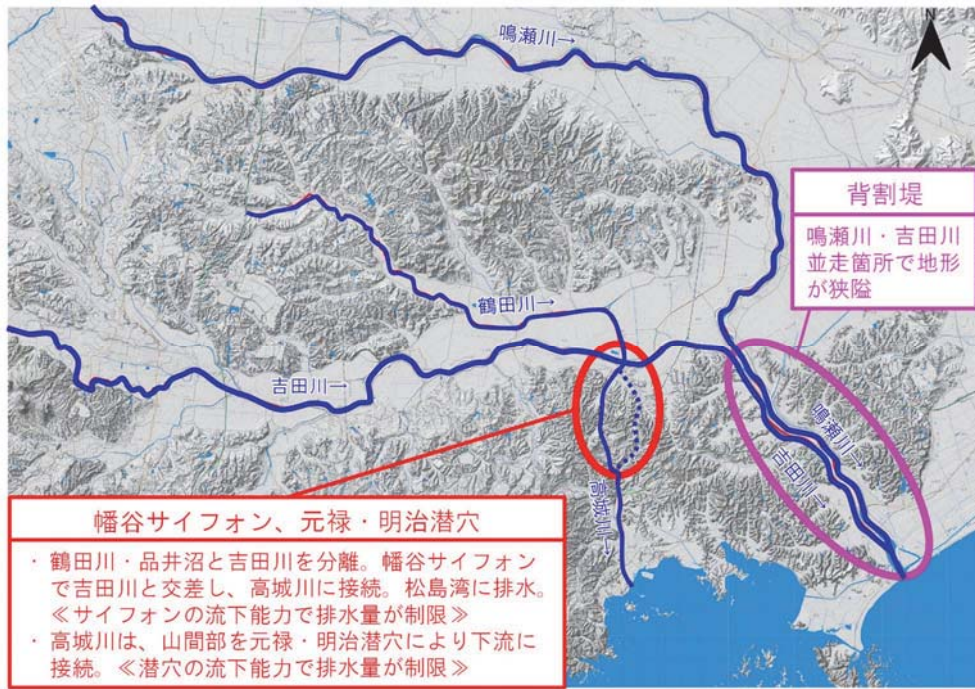 鳴瀬川→
N
背割堤
鳴瀬川・吉田川
並走箇所で地形
が狭隘
鶴田川→
吉田川→
鳴瀬川→
吉田川→
高城川→
幡谷サイフォン、元禄・明治潜穴
・ 鶴田川・品井沼と吉田川を分離。幡谷サイフォン
で吉田川と交差し、高城川に接続。松島湾に排水。
≪サイフォンの流下能力で排水量が制限≫
・ 高城川は、山間部を元禄・明治潜穴により下流に
接続。≪潜穴の流下能力で排水量が制限≫